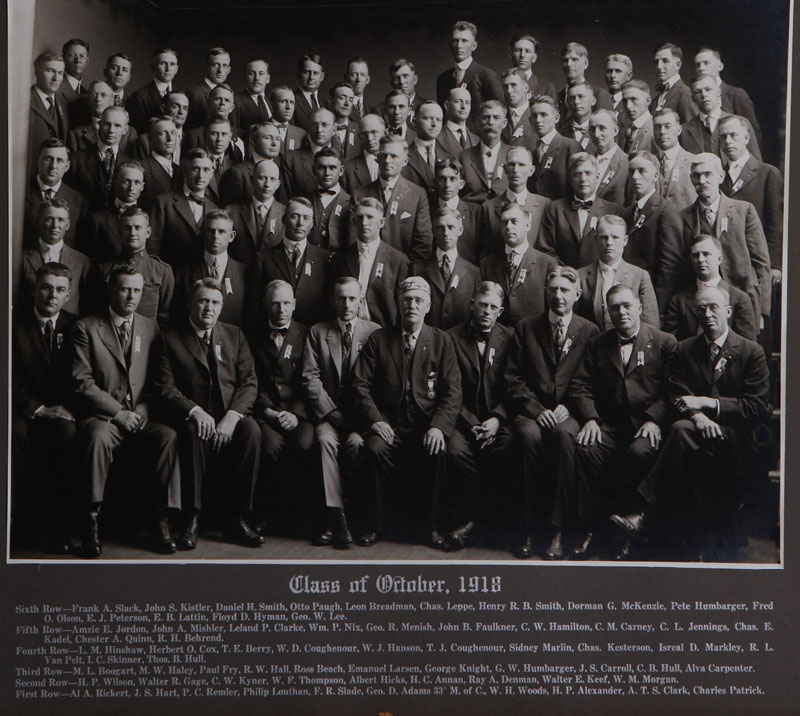 Class of October, 1918
Sixth Row—Frank A. Slack, John S. Kistler, Daniel H. Smith, Otto Paugh, Leon Breadman, Chas. Leppe, Henry R. B. Smith, Dorman G. McKenzie, Pete Humbarger, Fred
O. Olson, E. J. Peterson, E. B. Lattin, Floyd D. Hyman, Geo. W. Lee.
Fifth Row—Amzie E. Jordon, John A. Mishler, Leland P. Clarke, Wm. P. Nix, Geo. R. Menish, John B. Faulkner, C. W. Hamilton, C. M. Carney, C. L. Jennings, Chas. E.
Kadel, Chester A. Quinn, R. H. Behrend.
Fourth Row—L. M. Hinshaw, Herbert O. Cox, T. E. Berry, W. D. Coughenour, W. J. Hanson, T. J. Coughenour, Sidney Marlin, Chas. Kesterson, Isreal D. Markley, R. L.
Van Pelt, I. C. Skinner, Thos. B. Hull.
Third Row—M. L. Boogart, M. W. Haley, Paul Fry, R. W. Hall, Ross Beach, Emanuel Larsen, George Knight, G. W. Humbarger, J. S. Carroll, C. B. Hull, Alva Carpenter.
Second Row—H. P. Wilson, Walter R. Gage, C. W. Kyner, W. F. Thompson, Albert Hicks, H. C. Annan, Ray A. Denman, Walter E. Keef, W. M. Morgan.
First Row—Al A. Rickert, J. S. Hart, P. C. Remler, Philip Louthan, F. R. Slade, Geo. D. Adams 33° M. of C., W. H. Woods, H. P. Alexander, A. T. S. Clark, Charles Patrick.